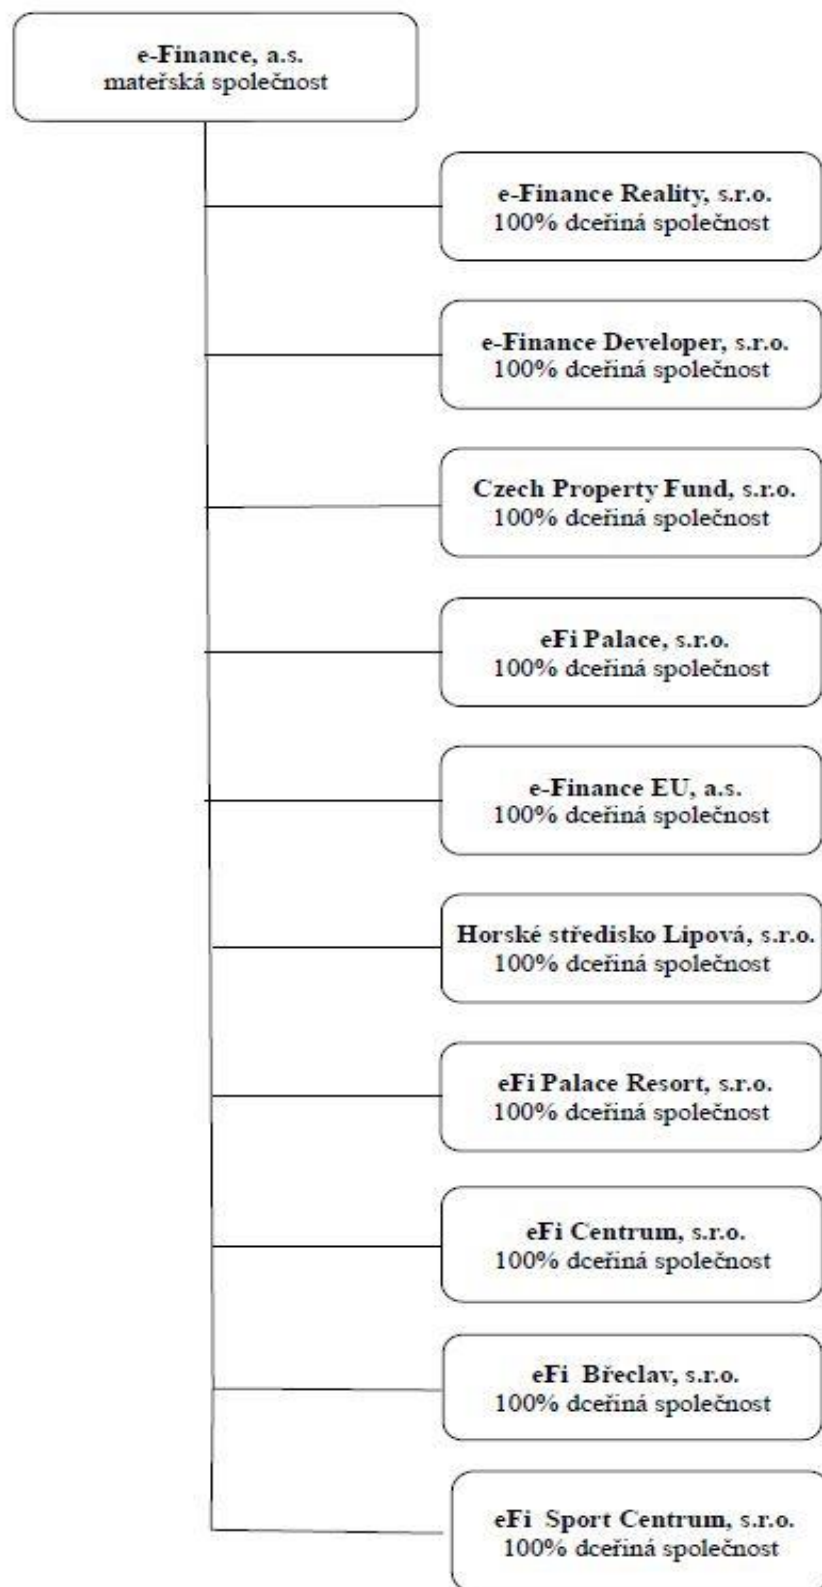 e-Finance, a.s.
mateřská společnost
e-Finance Reality, s.r.o.
100% dceřiná společnost
e-Finance Developer, s.r.o.
100% dceřiná společnost
Czech Property Fund, s.r.o.
100% dceřiná společnost
eFi Palace, s.r.o.
100% dceřiná společnost
e-Finance EU, a.s.
100% dceřiná společnost
Horské středisko Lipová, s.r.o.
100% dceřiná společnost
eFi Palace Resort, s.r.o.
100% dceřiná společnost
eFi Centrum, s.r.o.
100% dceřiná společnost
eFi Břeclav, s.r.o.
100% dceřiná společnost
eFi Sport Centrum, s.r.o.
100% dceřiná společnost